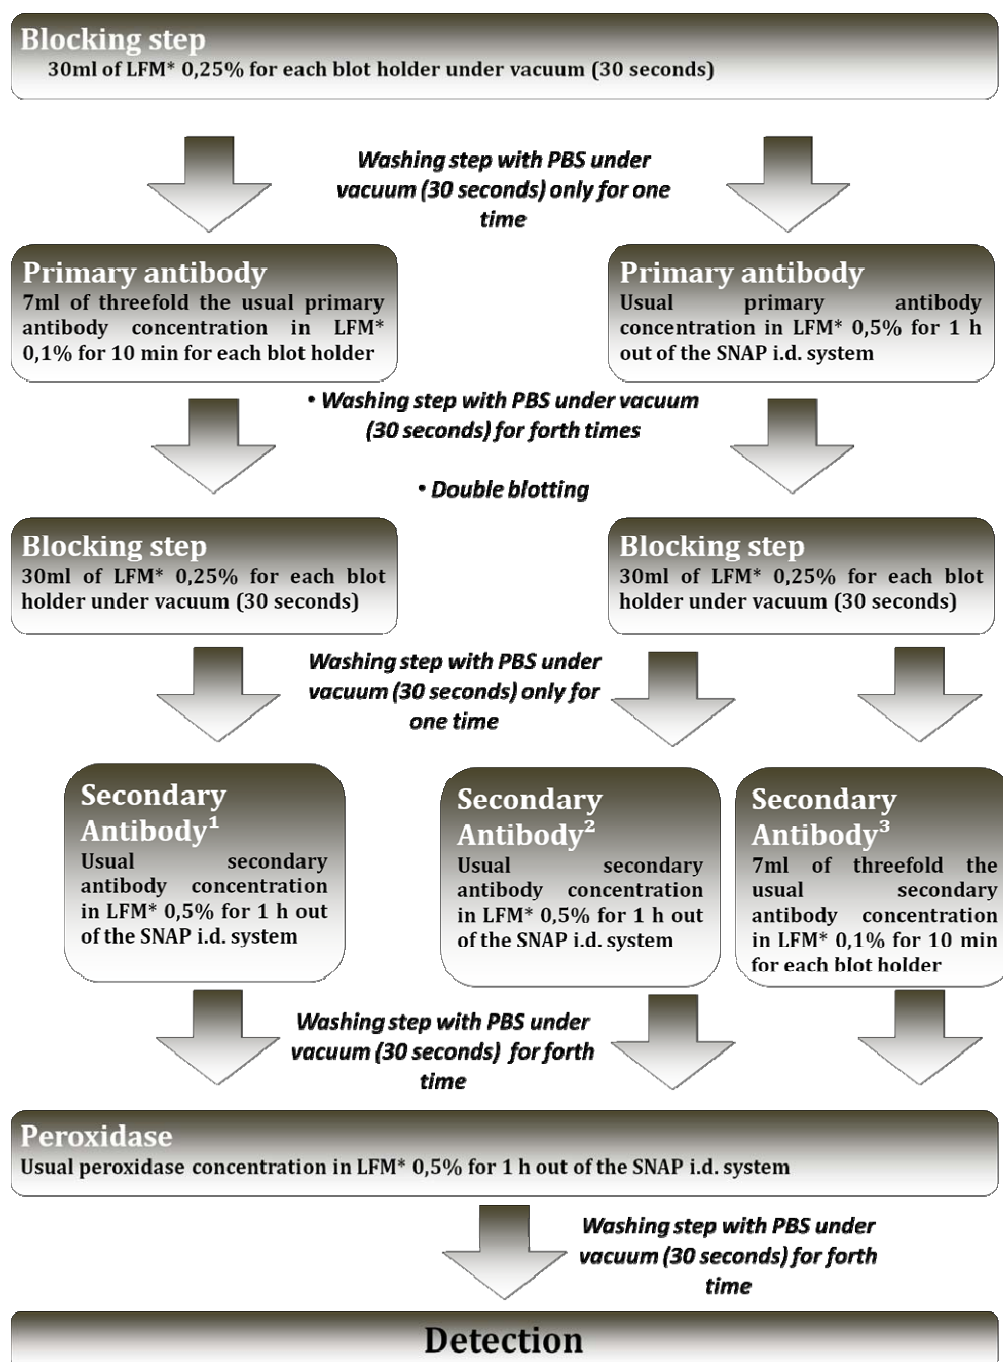 Blocking step
30ml of LFM* 0,25% for each blot holder under vacuum (30 seconds)
Washing step with PBS under
vacuum (30 seconds) only for one
time
Primary antibody
7ml of threefold the usual primary
antibody concentration in LFM*
0,1% for 10 min for each blot holder
Primary antibody
Usual primary antibody
concentration in LFM* 0,5% for 1 h
out of the SNAP i.d. system
• Washing step with PBS under vacuum
(30 seconds) for forth times
• Double blotting
Blocking step
30ml of LFM* 0,25% for each blot
holder under vacuum (30 seconds)
Blocking step
30ml of LFM* 0,25% for each blot
holder under vacuum (30 seconds)
Washing step with PBS under
vacuum (30 seconds) only for
one time
Secondary
Antibody¹
Usual secondary
antibody concentration
in LFM* 0,5% for 1 h out
of the SNAP i.d. system
Secondary
Antibody²
Usual secondary
antibody concentration
in LFM* 0,5% for 1 h out
of the SNAP i.d. system
Secondary
Antibody³
7ml of threefold the
usual secondary
antibody concentration
in LFM* 0,1% for 10 min
for each blot holder
Washing step with PBS under
vacuum (30 seconds) for forth
time
Peroxidase
Usual peroxidase concentration in LFM* 0,5% for 1 h out of the SNAP i.d. system
Washing step with PBS under
vacuum (30 seconds) for forth
time
Detection